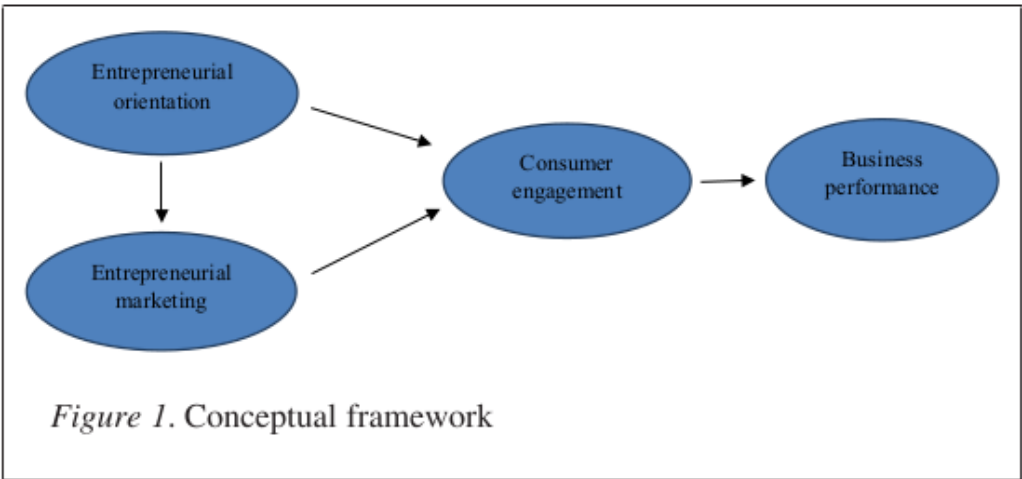 Entrepreneurial
orientation
Consumer
engagement
Business
performance
Entrepreneurial
marketing
Figure 1. Conceptual framework